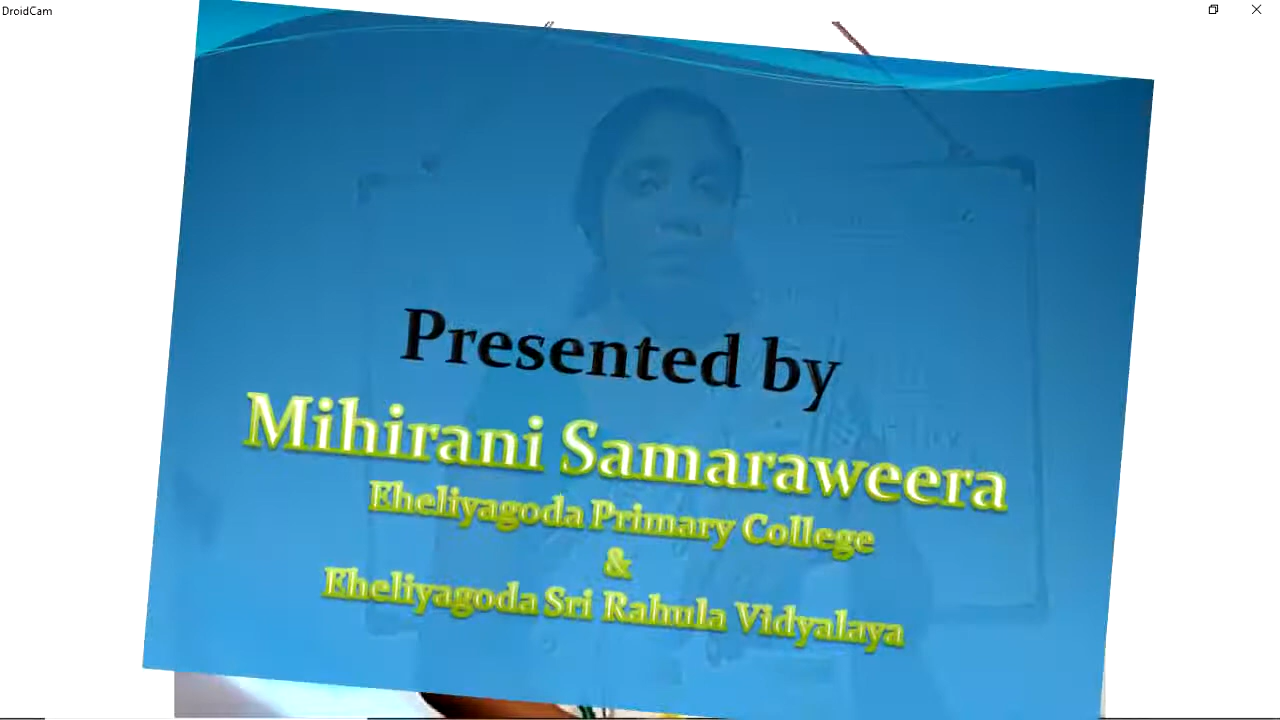 DroidCam
Presented by
Mihirani Samaraweera
Eheliyagoda Primary College
&
Eheliyagoda Sri Rahula Vidyalaya